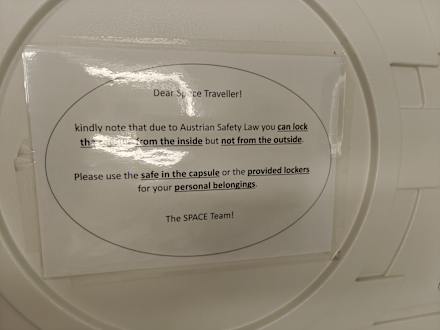 Dear Space Traveller!
kindly note that due to Austrian Safety Law you can lock
from the inside but not from the outside.
Please use the safe in the capsule or the provided lockers
for your personal belongings.
The SPACE Team!